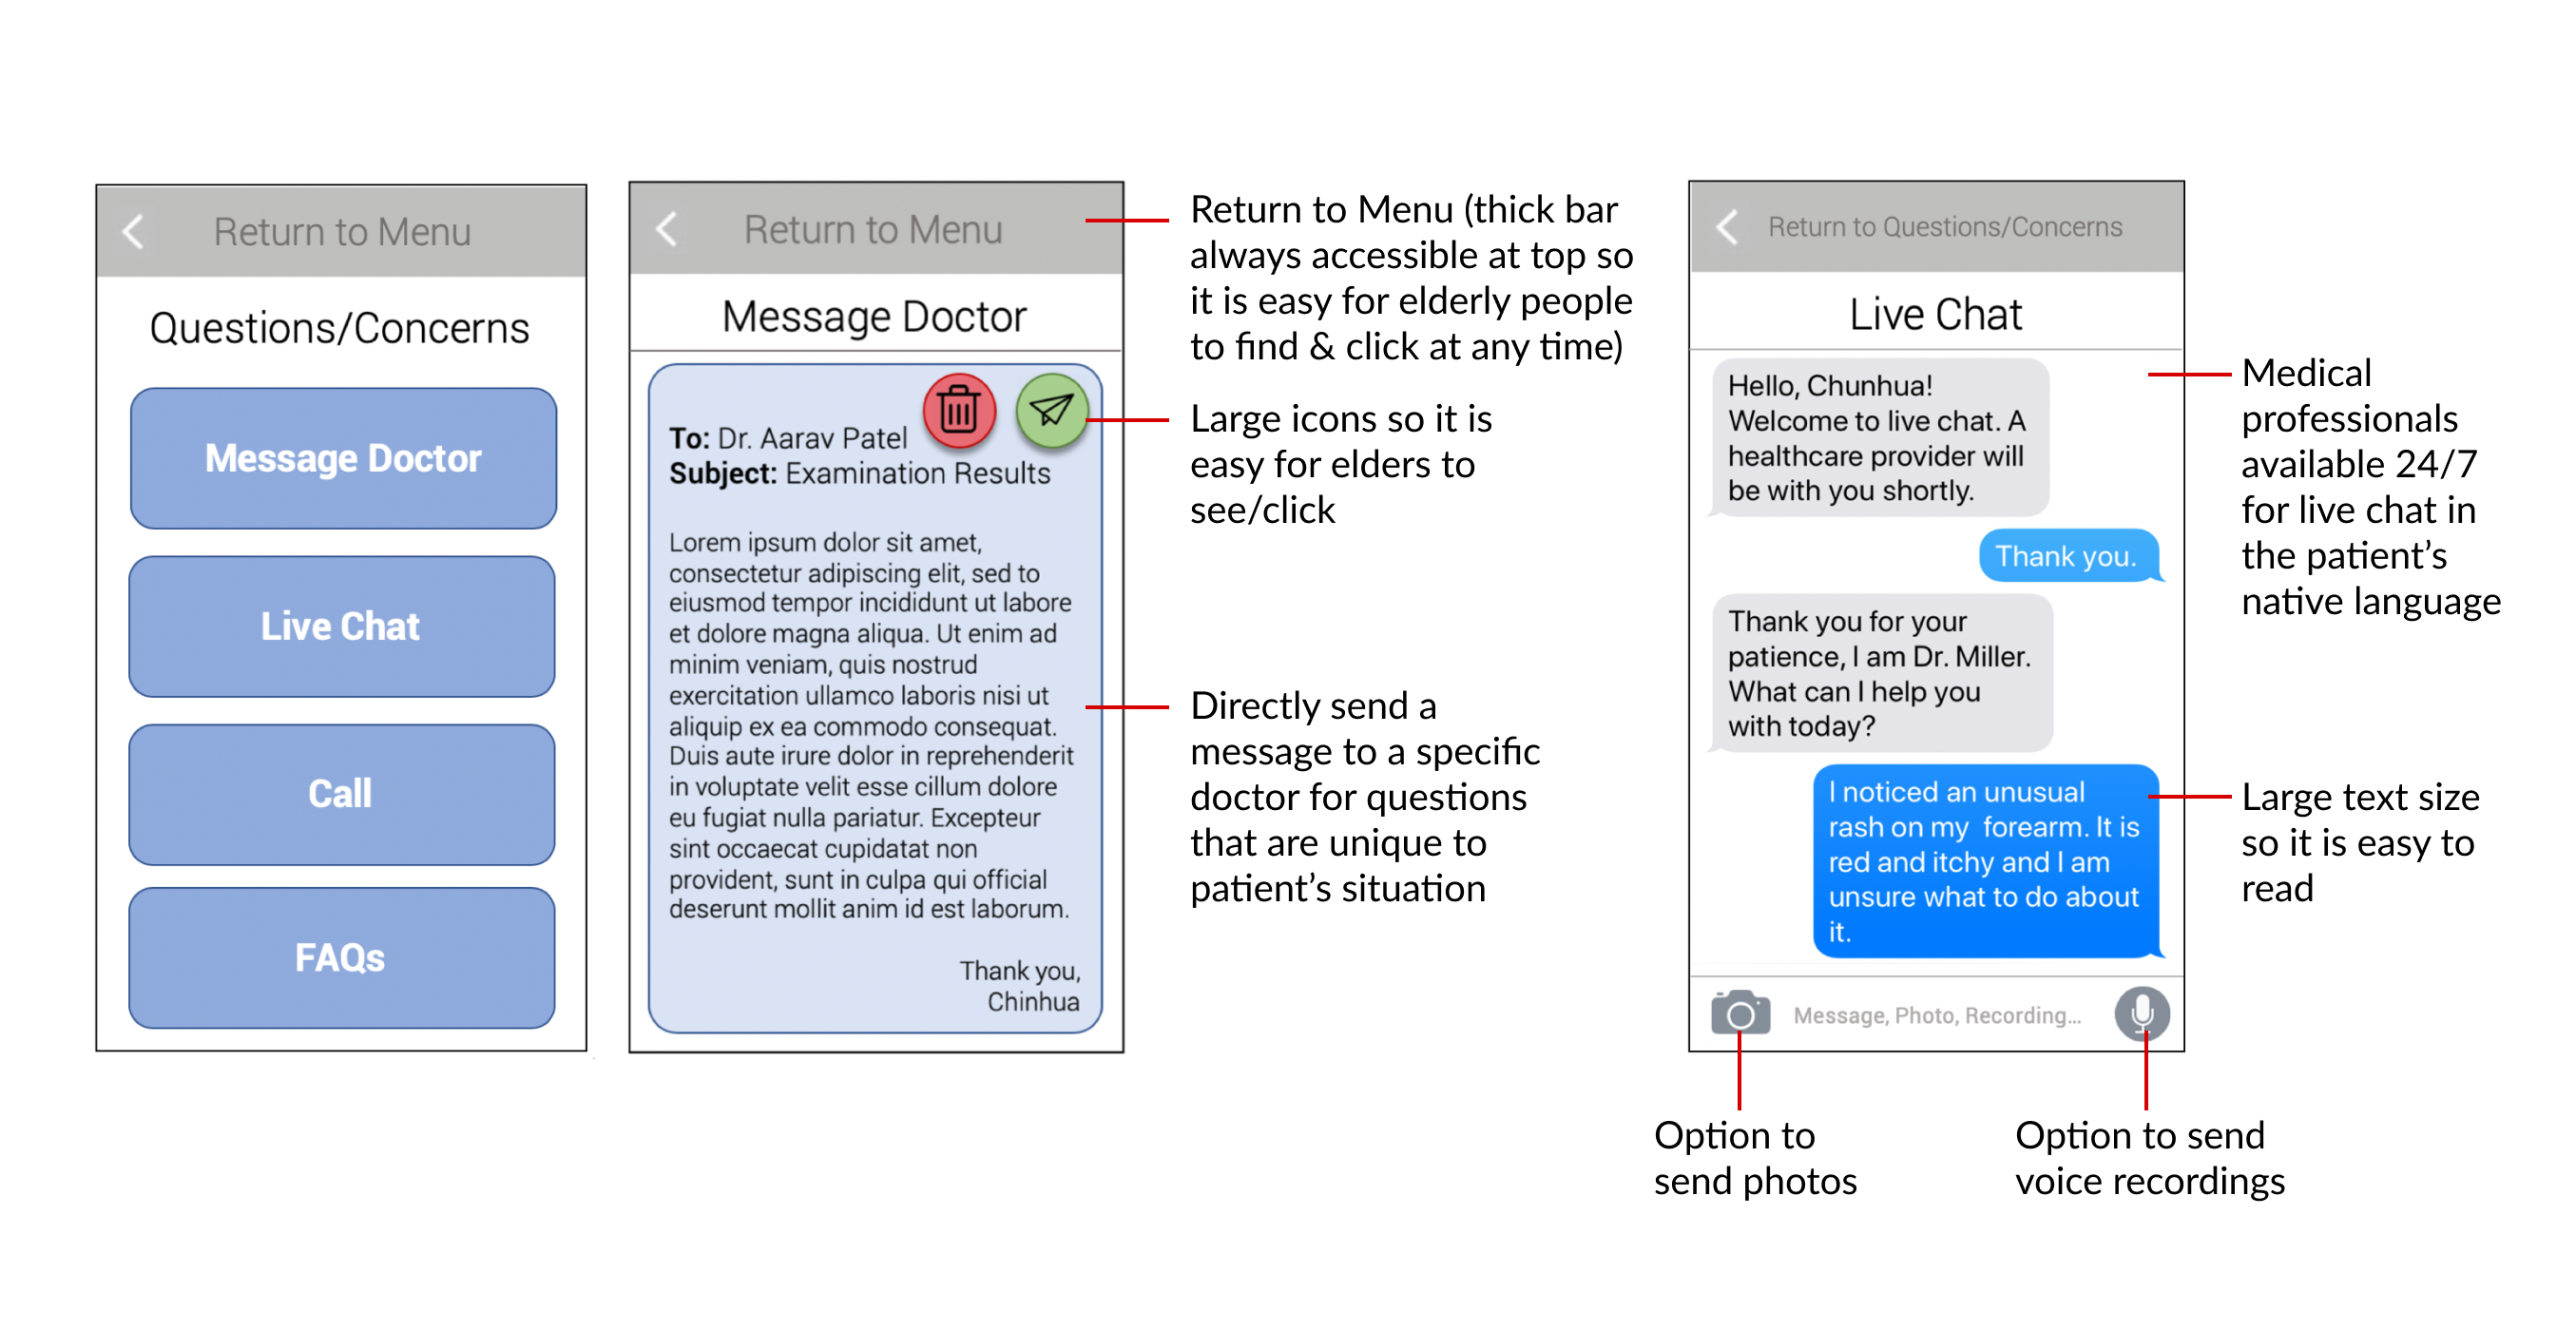 Return to Menu
Questions/Concerns
Message Doctor
Live Chat
Call
FAQs
Return to Menu
Message Doctor
To: Dr. Aarav Patel
Subject: Examination Results
Lorem ipsum dolor sit amet,
consectetur adipiscing elit, sed to
eiusmod tempor incididunt ut labore
et dolore magna aliqua. Ut enim ad
minim veniam, quis nostrud
exercitation ullamco laboris nisi ut
aliquip ex ea commodo consequat.
Duis aute irure dolor in reprehenderit
in voluptate velit esse cillum dolore
eu fugiat nulla pariatur. Excepteur
sint occaecat cupidatat non
provident, sunt in culpa qui official
deserunt mollit anim id est laborum.
Thank you,
Chinhua
Return to Menu (thick bar
always accessible at top so
it is easy for elderly people
to find & click at any time)
Large icons so it is
easy for elders to
see/click
Directly send a
message to a specific
doctor for questions
that are unique to
patient’s situation
Return to Questions/Concerns
Live Chat
Hello, Chunhua!
Welcome to live chat. A
healthcare provider will
be with you shortly.
Thank you.
Thank you for your
patience, I am Dr. Miller.
What can I help you
with today?
I noticed an unusual
rash on my  forearm. It is
red and itchy and I am
unsure what to do about
it.
Message, Photo, Recording...
Medical
professionals
available 24/7
for live chat in
the patient’s
native language
Large text size
so it is easy to
read
Option to
send photos
Option to send
voice recordings